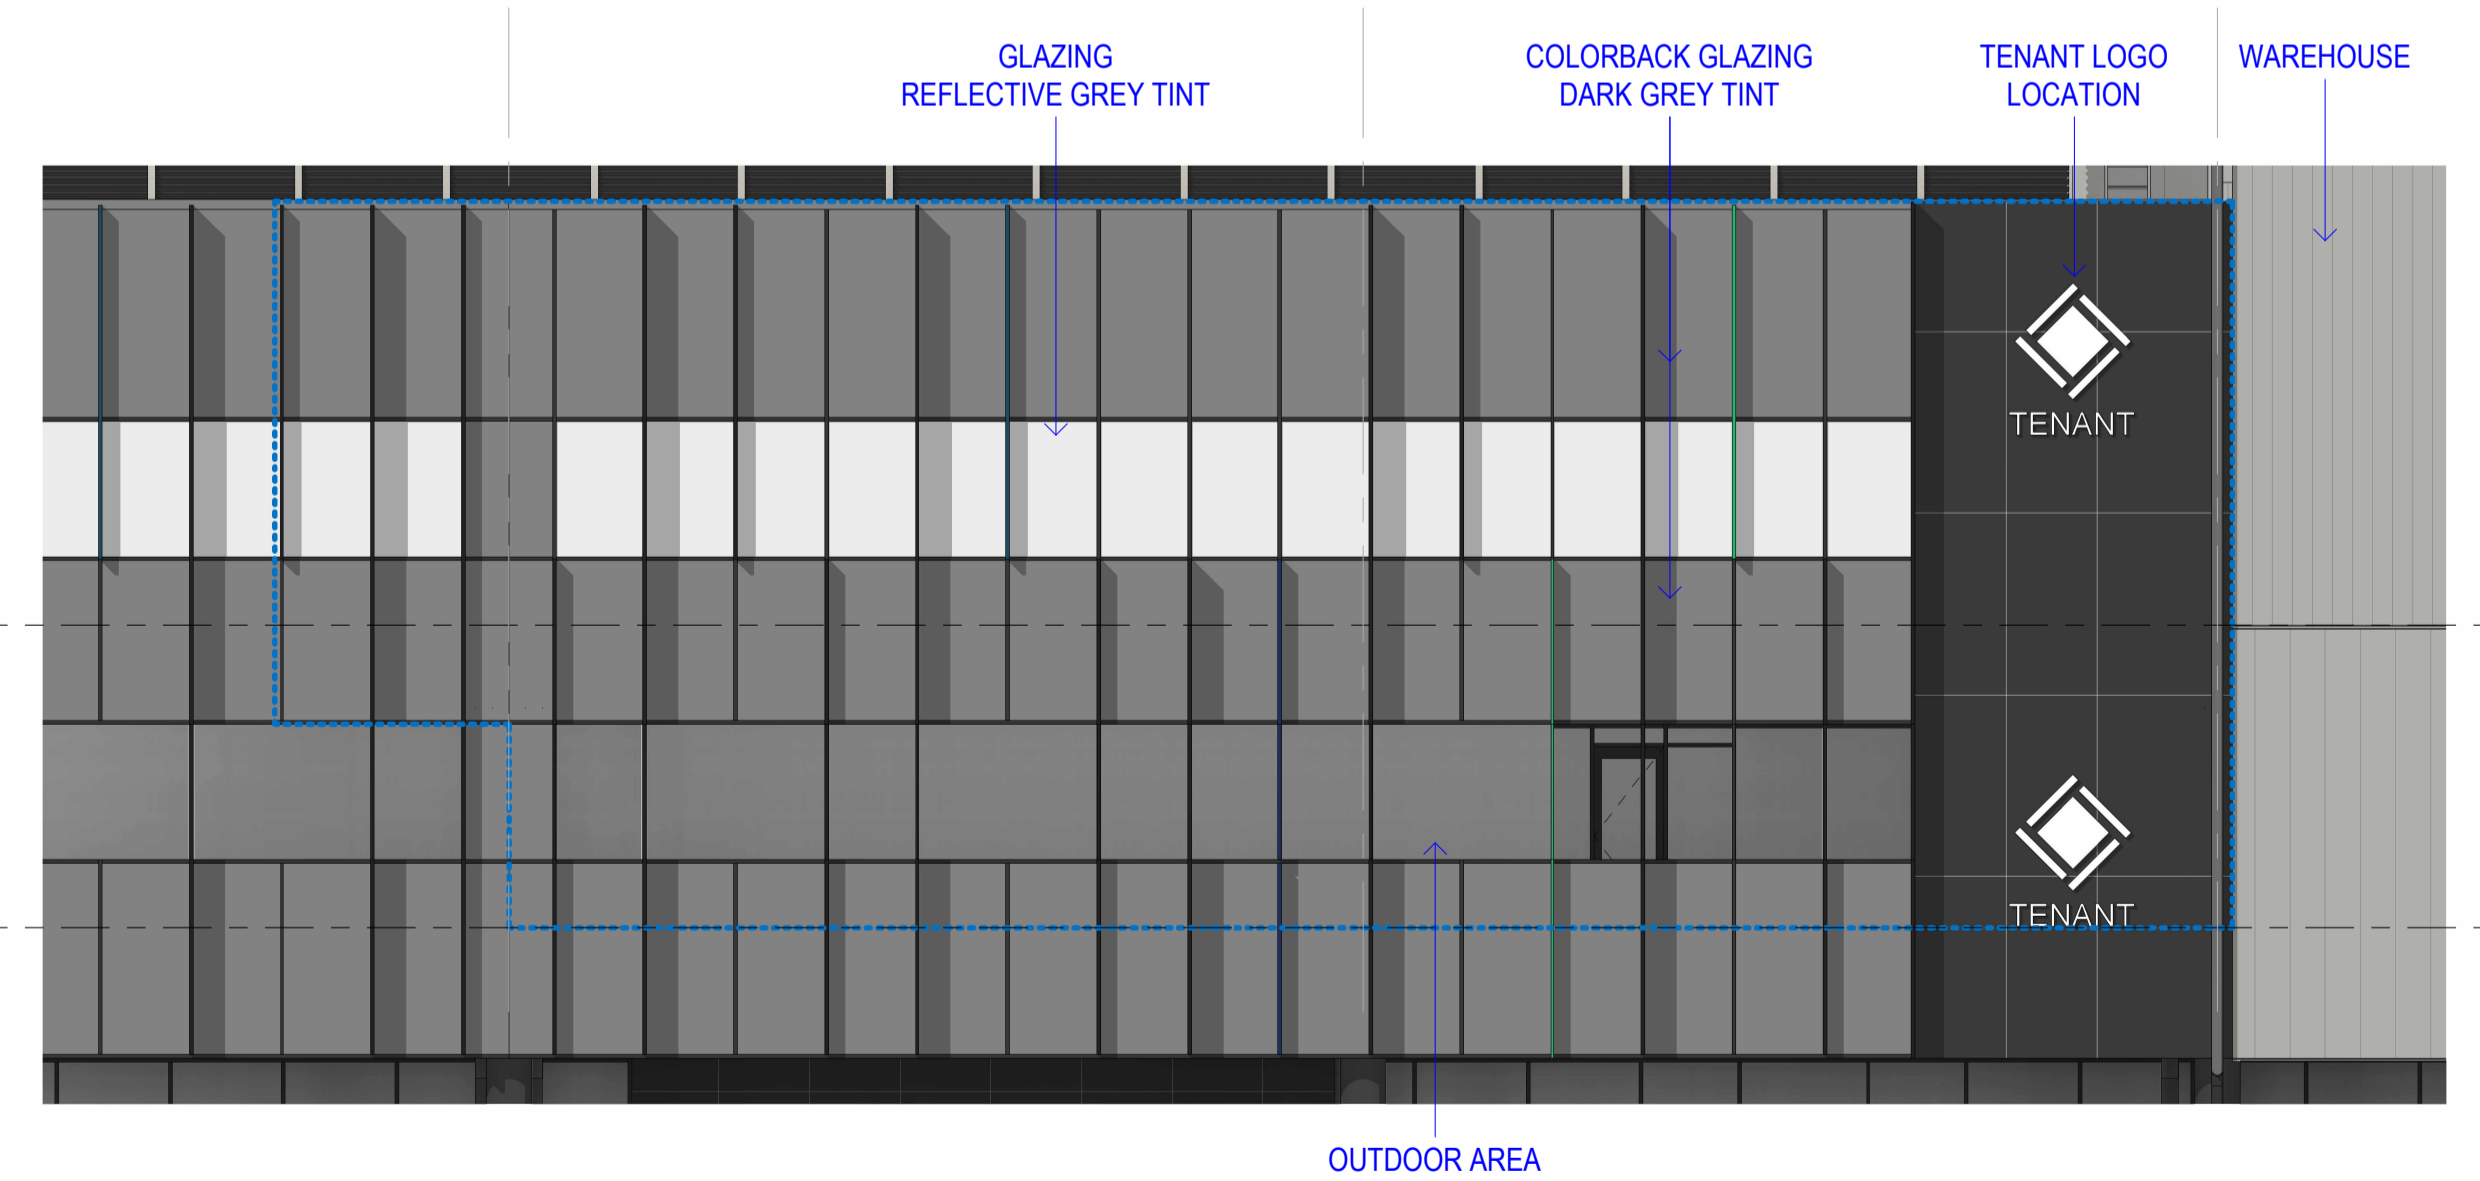 GLAZING
REFLECTIVE GREY TINT
COLORBACK GLAZING
DARK GREY TINT
TENANT LOGO
LOCATION
WAREHOUSE
TENANT
TENANT
OUTDOOR AREA